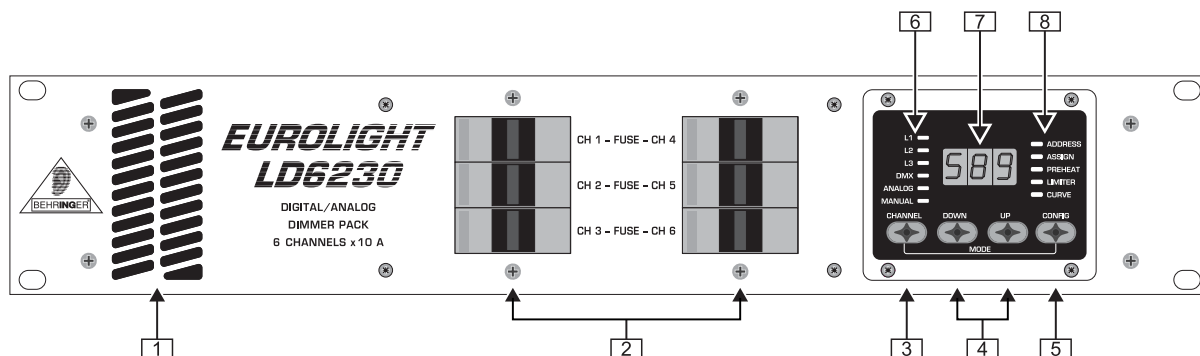 6 7 8
EUROLIGHT
LD6230
DIGITAL/ANALOG
DIMMER PACK
6 CHANNELS x 10 A
BEHRINGER
CH 1 - FUSE - CH 4
CH 2 - FUSE - CH 5
CH 3 - FUSE - CH 6
L1
L2
L3
DMX
ANALOG
MANUAL
589
ADDRESS
ASSIGN
PREHEAT
LIMITER
CURVE
CHANNEL DOWN UP CONFIG
MODE
1 2 3 4 5